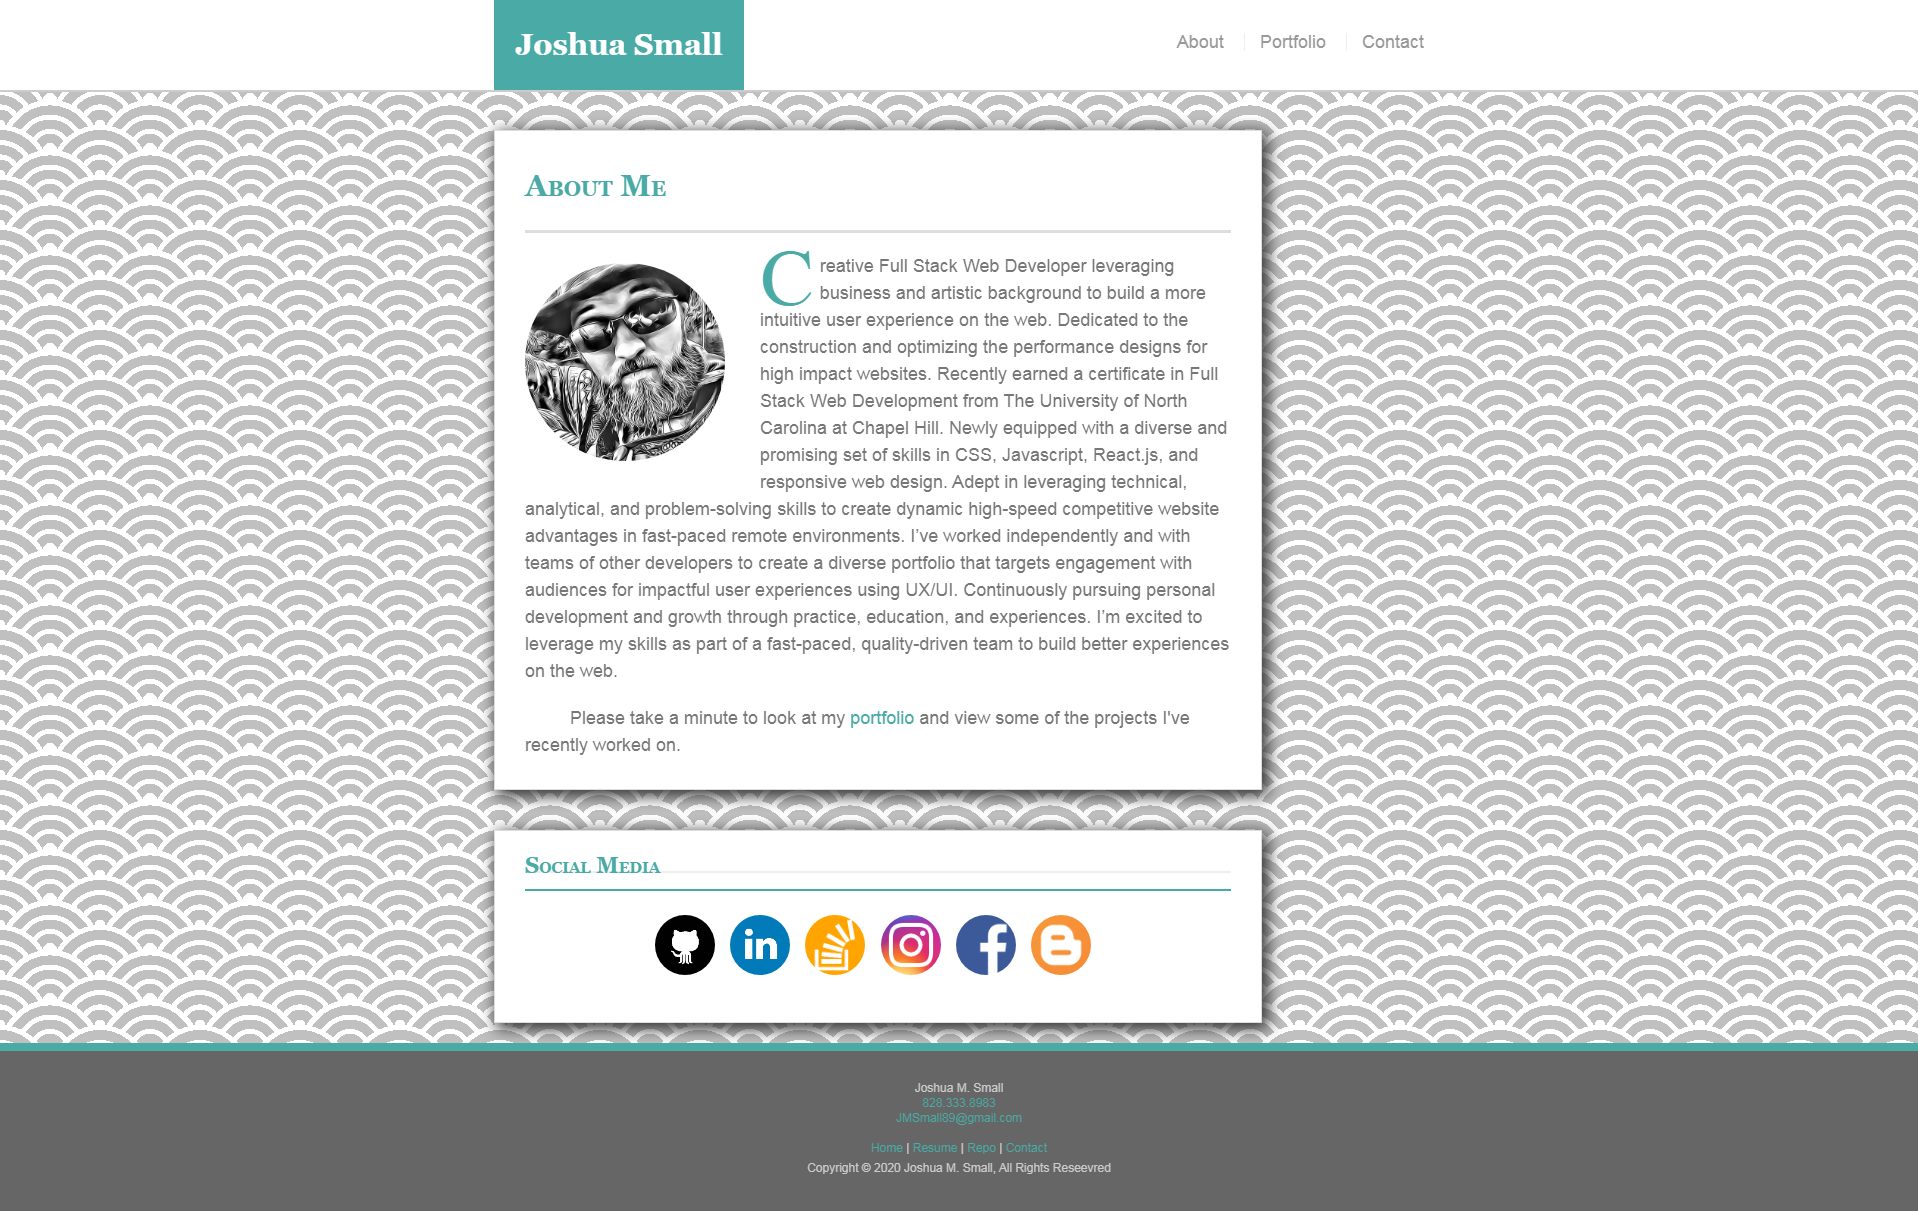 Joshua Small
About
Portfolio
Contact
About Me
Creative Full Stack Web Developer leveraging
business and artistic background to build a more
intuitive user experience on the web. Dedicated to the
construction and optimizing the performance designs for
high impact websites. Recently earned a certificate in Full
Stack Web Development from The University of North
Carolina at Chapel Hill. Newly equipped with a diverse and
promising set of skills in CSS, Javascript, React.js, and
responsive web design. Adept in leveraging technical,
analytical, and problem-solving skills to create dynamic high-speed competitive website
advantages in fast-paced remote environments. I’ve worked independently and with
teams of other developers to create a diverse portfolio that targets engagement with
audiences for impactful user experiences using UX/UI. Continuously pursuing personal
development and growth through practice, education, and experiences. I’m excited to
leverage my skills as part of a fast-paced, quality-driven team to build better experiences
on the web.
Please take a minute to look at my portfolio and view some of the projects I've
recently worked on.
Social Media
Joshua M. Small
828.333.8983
JMSmall89@gmail.com
Home | Resume | Repo | Contact
Copyright © 2020 Joshua M. Small, All Rights Reseevred